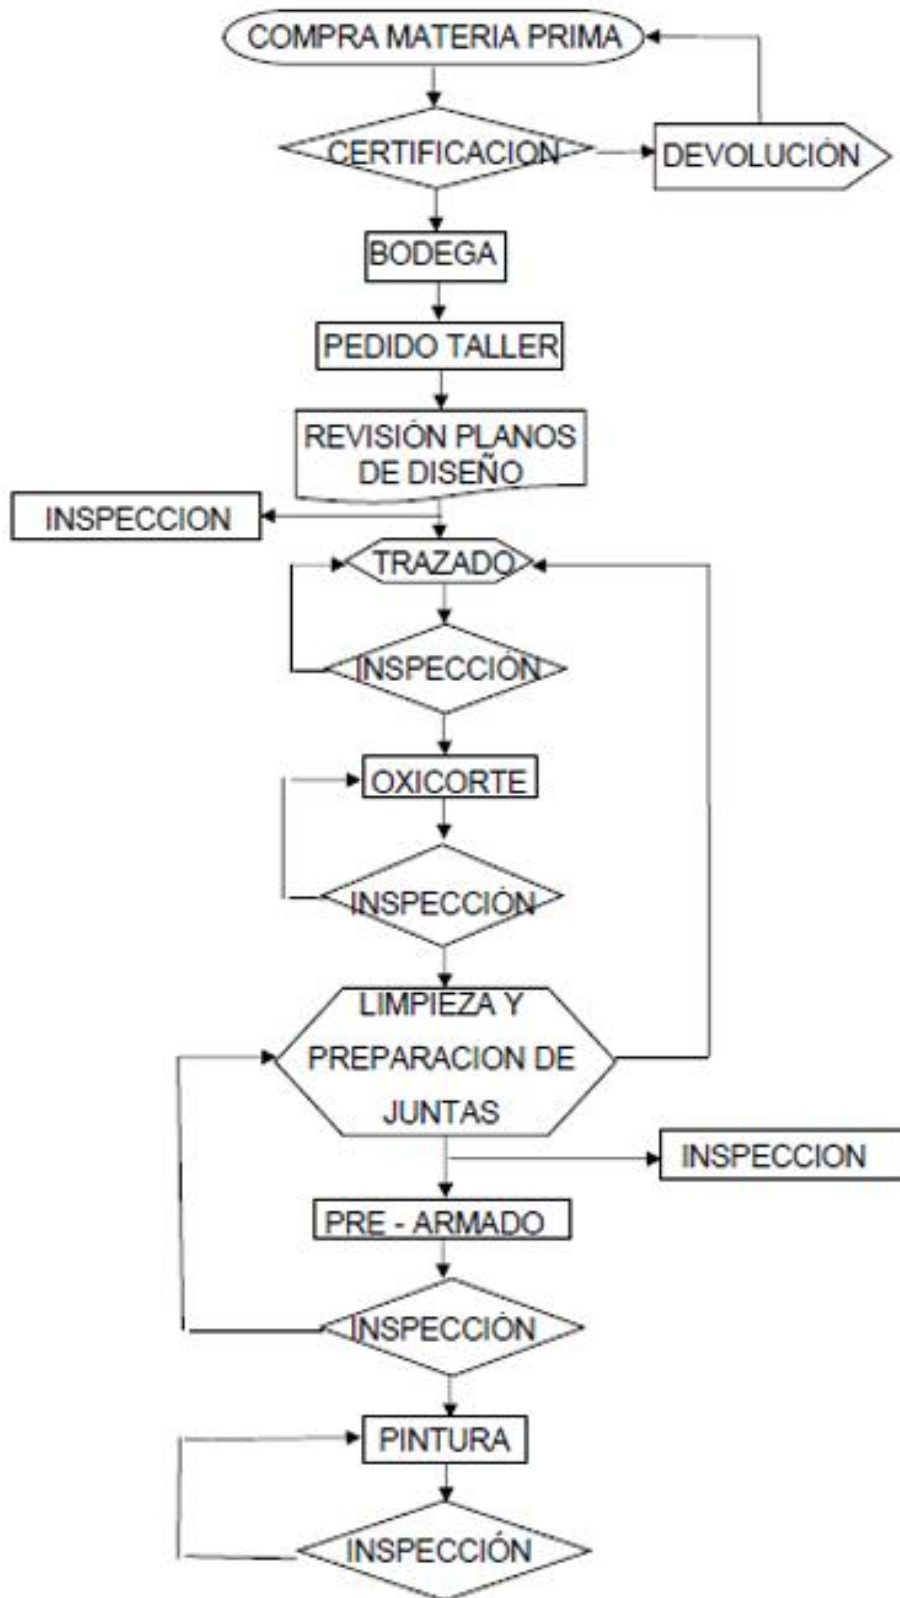 COMPRA MATERIA PRIMA
CERTIFICACION
DEVOLUCIÓN
BODEGA
PEDIDO TALLER
REVISIÓN PLANOS
DE DISEÑO
INSPECCION
TRAZADO
INSPECCIÓN
OXICORTE
INSPECCIÓN
LIMPIEZA Y
PREPARACION DE
JUNTAS
INSPECCION
PRE - ARMADO
INSPECCIÓN
PINTURA
INSPECCIÓN